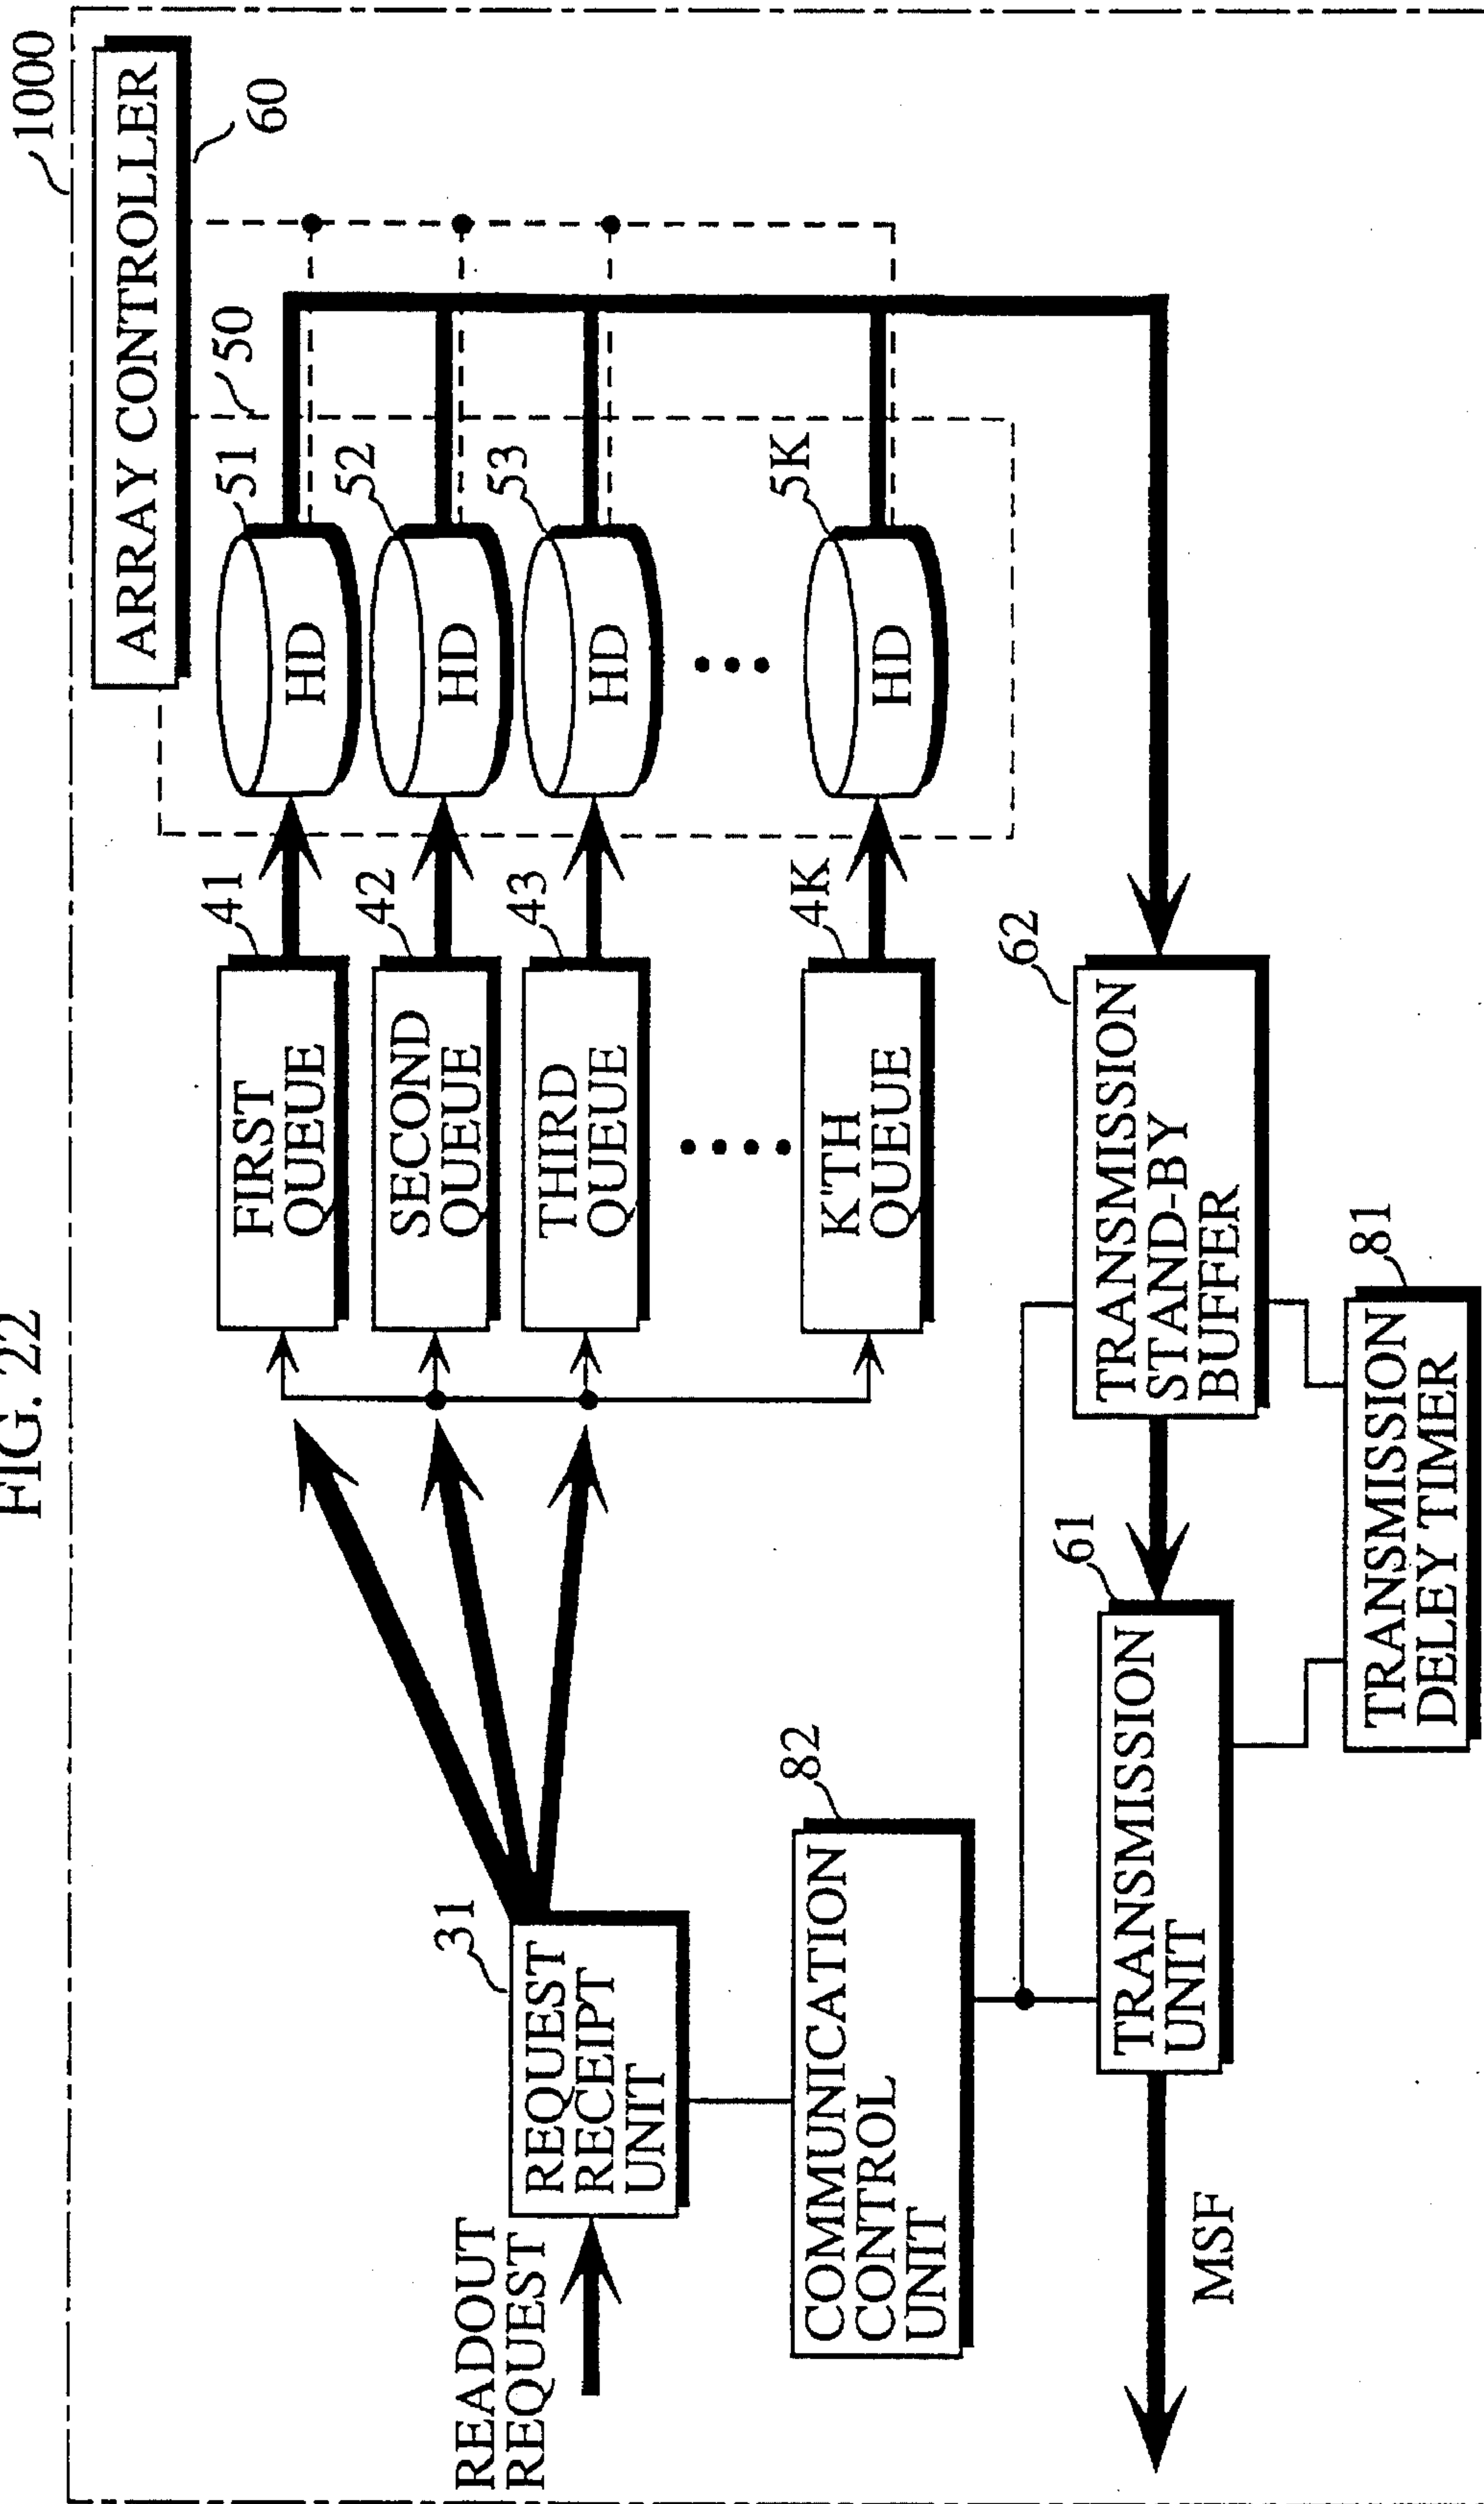 FIG. 22
1000
ARRAY CONTROLLER
60
50
51
HD
52
HD
53
HD
5K
HD
41
FIRST
QUEUE
42
SECOND
QUEUE
43
THIRD
QUEUE
4K
K'TH
QUEUE
31
REQUEST
RECEIPT
UNIT
READOUT
REQUEST
82
COMMUNICATION
CONTROL
UNIT
62
TRANSMISSION
STAND-BY
BUFFER
61
TRANSMISSION
UNIT
81
TRANSMISSION
DELEY TIMER
MSF